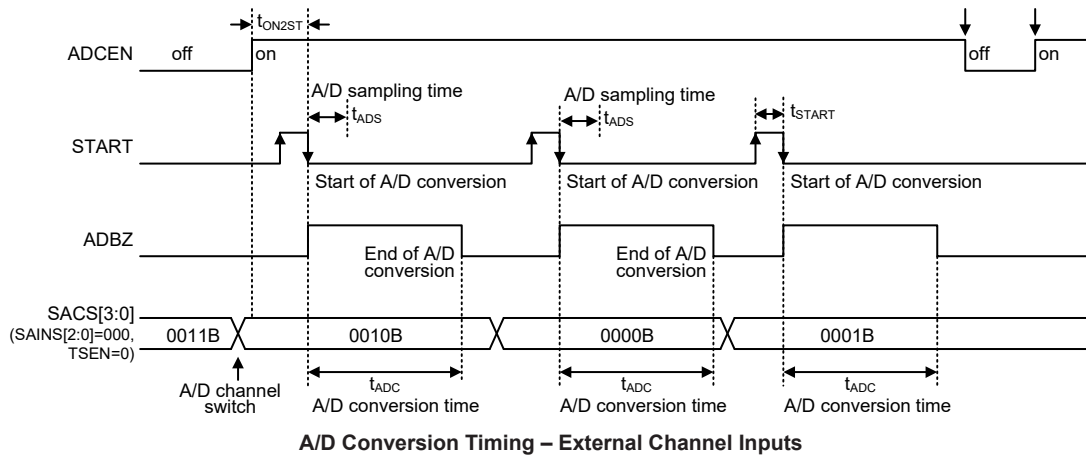 tON2ST
ADCEN
off
on
off
on
A/D sampling time
A/D sampling time
tADS
tADS
tSTART
START
Start of A/D conversion
Start of A/D conversion
Start of A/D conversion
ADBZ
End of A/D
conversion
End of A/D
conversion
SACS[3:0]
(SAINS[2:0]=000,
TSEN=0)
0011B
0010B
0000B
0001B
A/D channel
switch
tADC
tADC
tADC
A/D conversion time
A/D conversion time
A/D conversion time
A/D Conversion Timing – External Channel Inputs